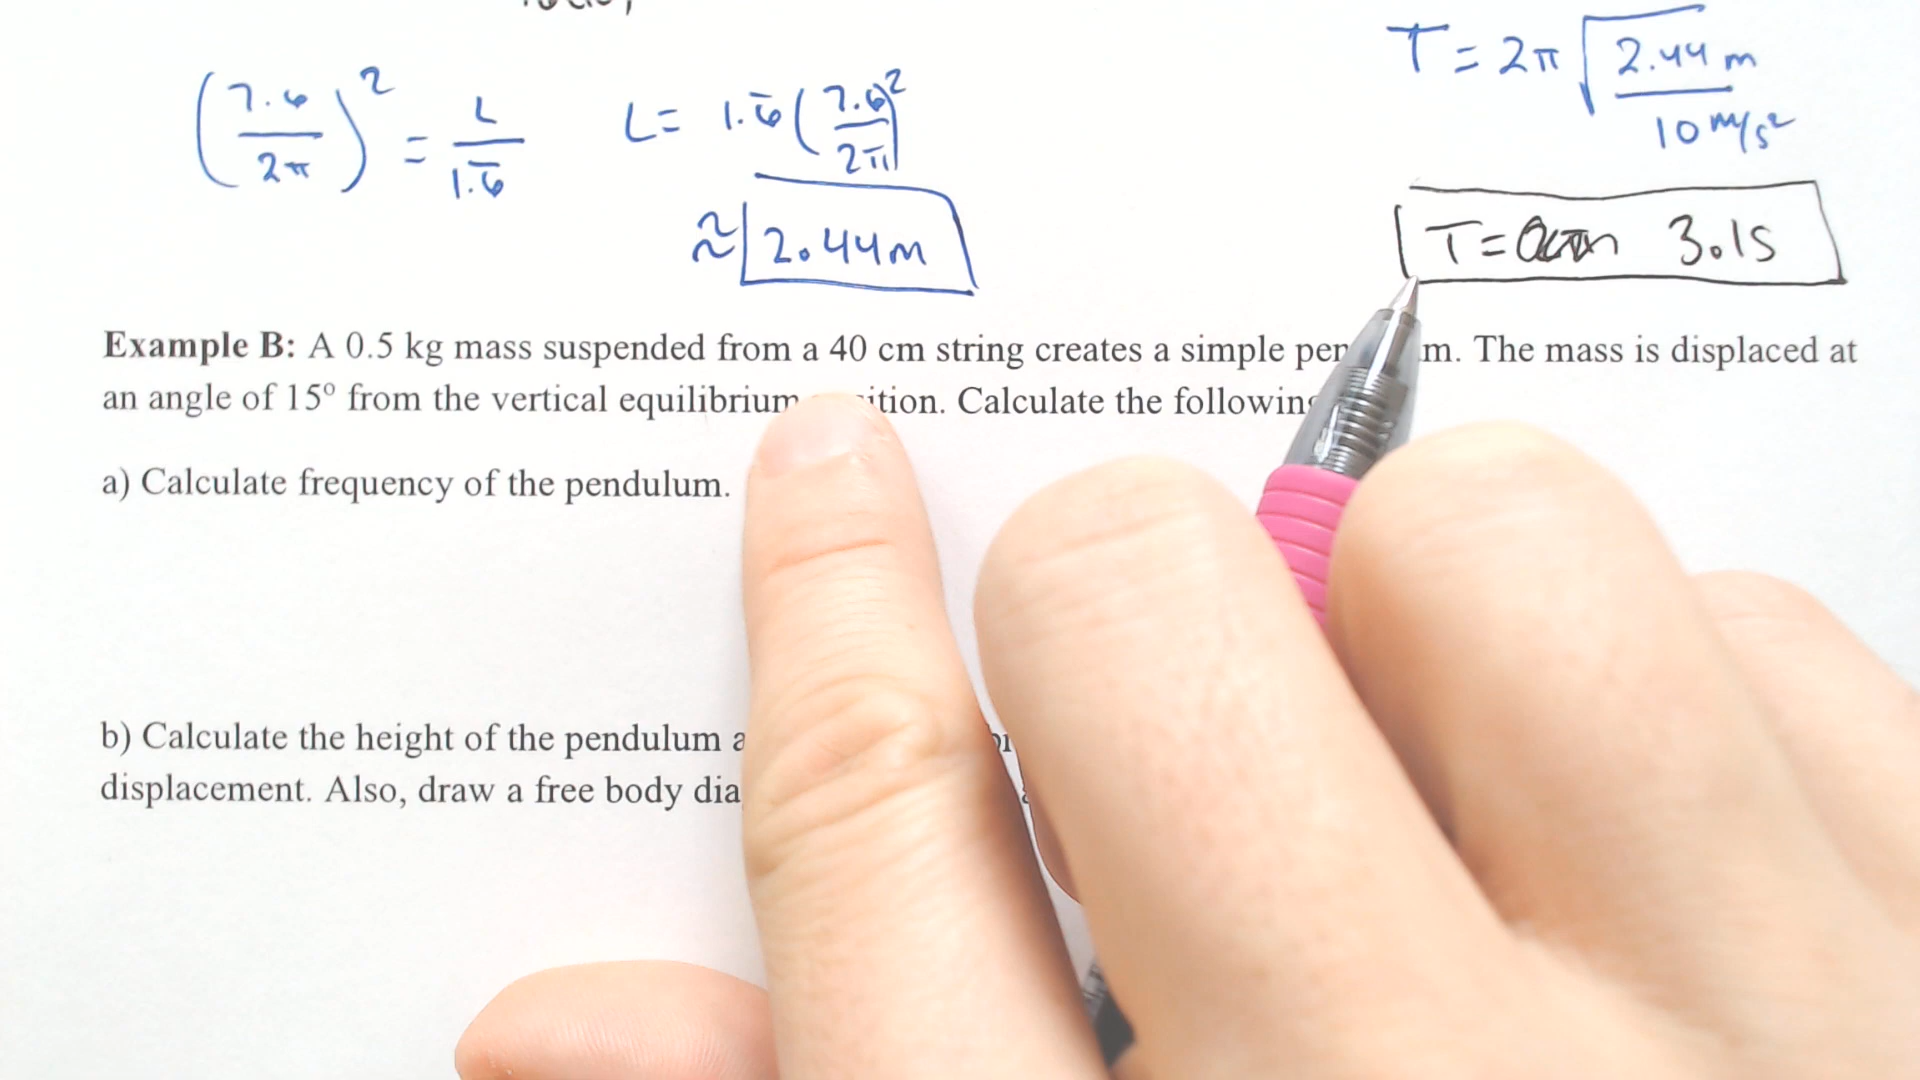 (7.6/2π)² = L/1.6̅
L = 1.6̅ (7.6/2π)²
≈ 2.44m
T = 2π √(2.44 m / 10 m/s²)
T = 3.1s
Example B: A 0.5 kg mass suspended from a 40 cm string creates a simple pen m. The mass is displaced at
an angle of 15º from the vertical equilibrium ition. Calculate the following
a) Calculate frequency of the pendulum.
b) Calculate the height of the pendulum a
displacement. Also, draw a free body dia